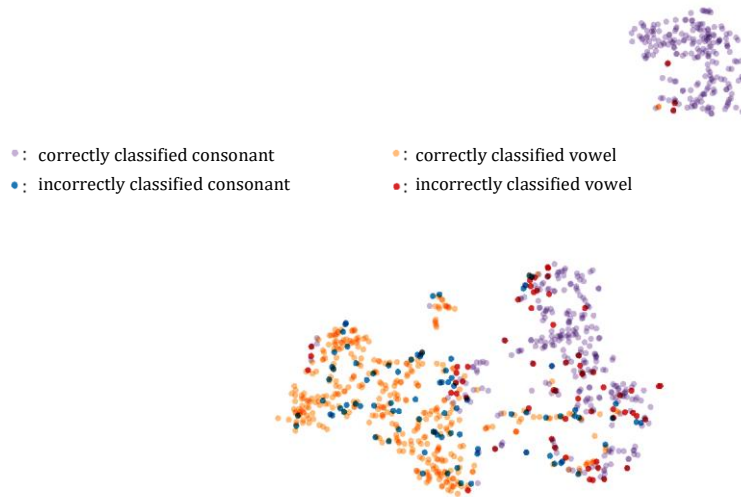 : correctly classified consonant
: correctly classified vowel
: incorrectly classified consonant
: incorrectly classified vowel